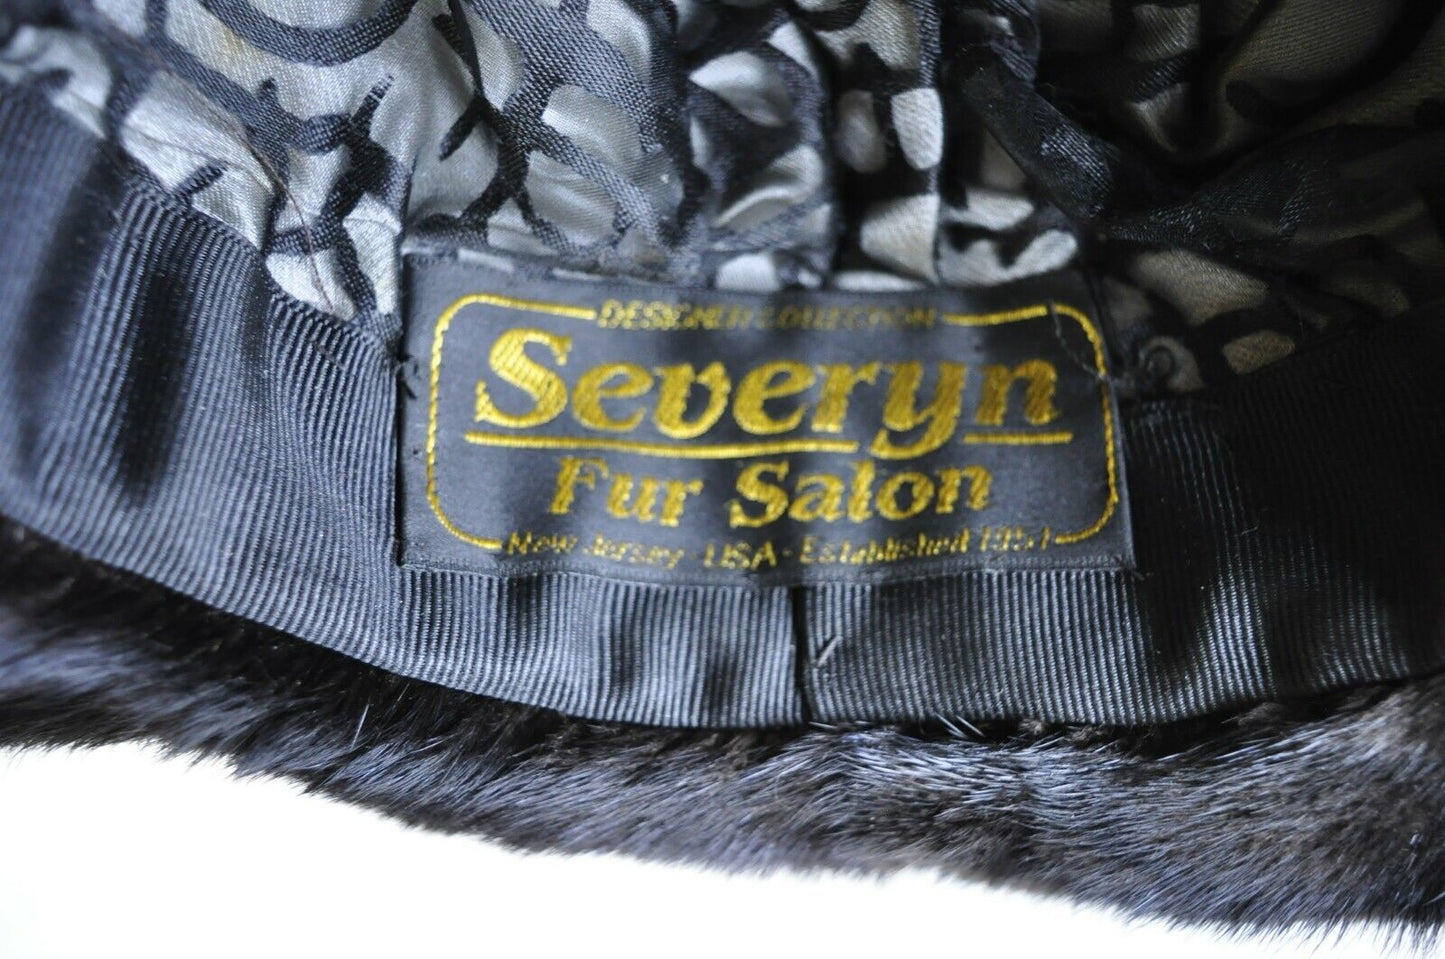 DESIGNER COLLECTION
Severyn
Fur Salon
New Jersey - USA - Established 1951